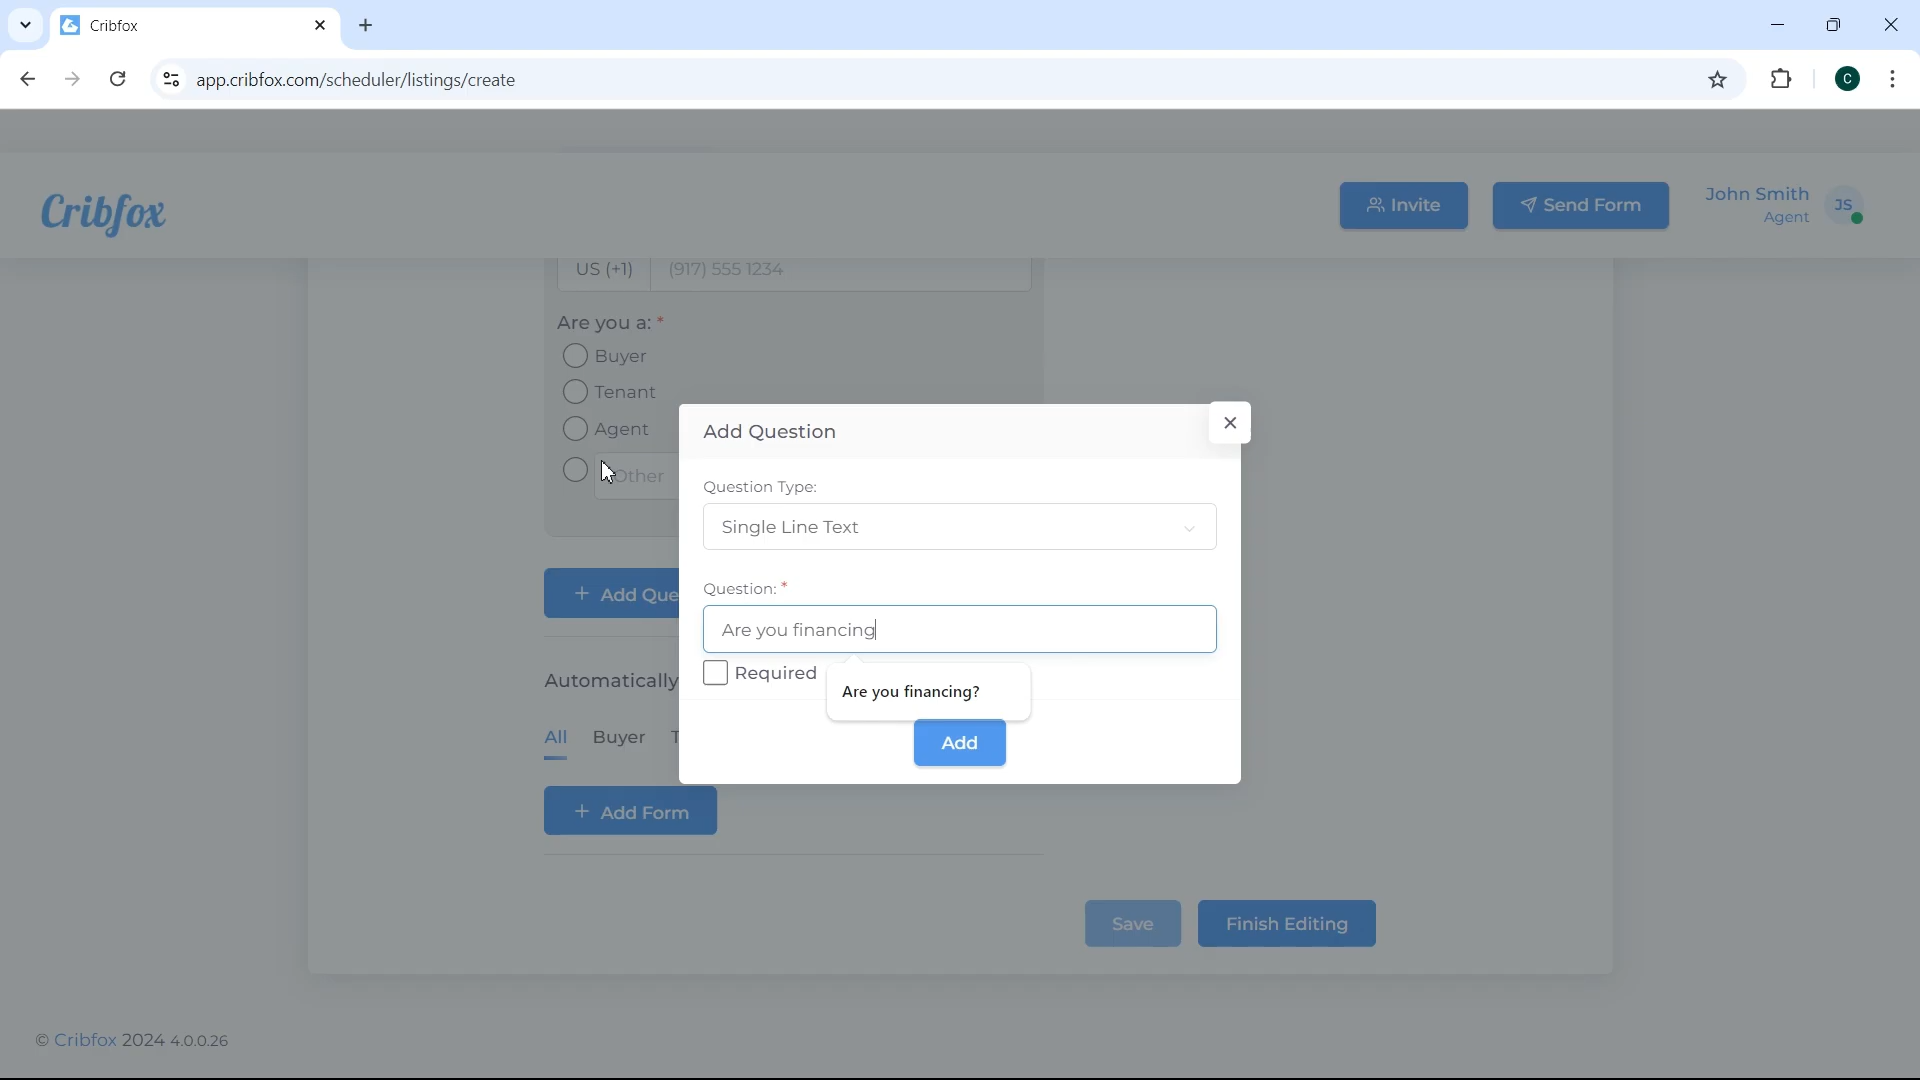 Cribfox
app.cribfox.com/scheduler/listings/create
C
Cribfox
Invite
Send Form
John Smith
Agent
JS
US (+1)
(917) 555 1234
Are you a: *
Buyer
Tenant
Agent
Other
Add Question
Question Type:
Single Line Text
Question: *
Are you financing
Required
Are you financing?
Add
+ Add Que
Automatically
All Buyer T
+ Add Form
Save
Finish Editing
© Cribfox 2024 4.0.0.26